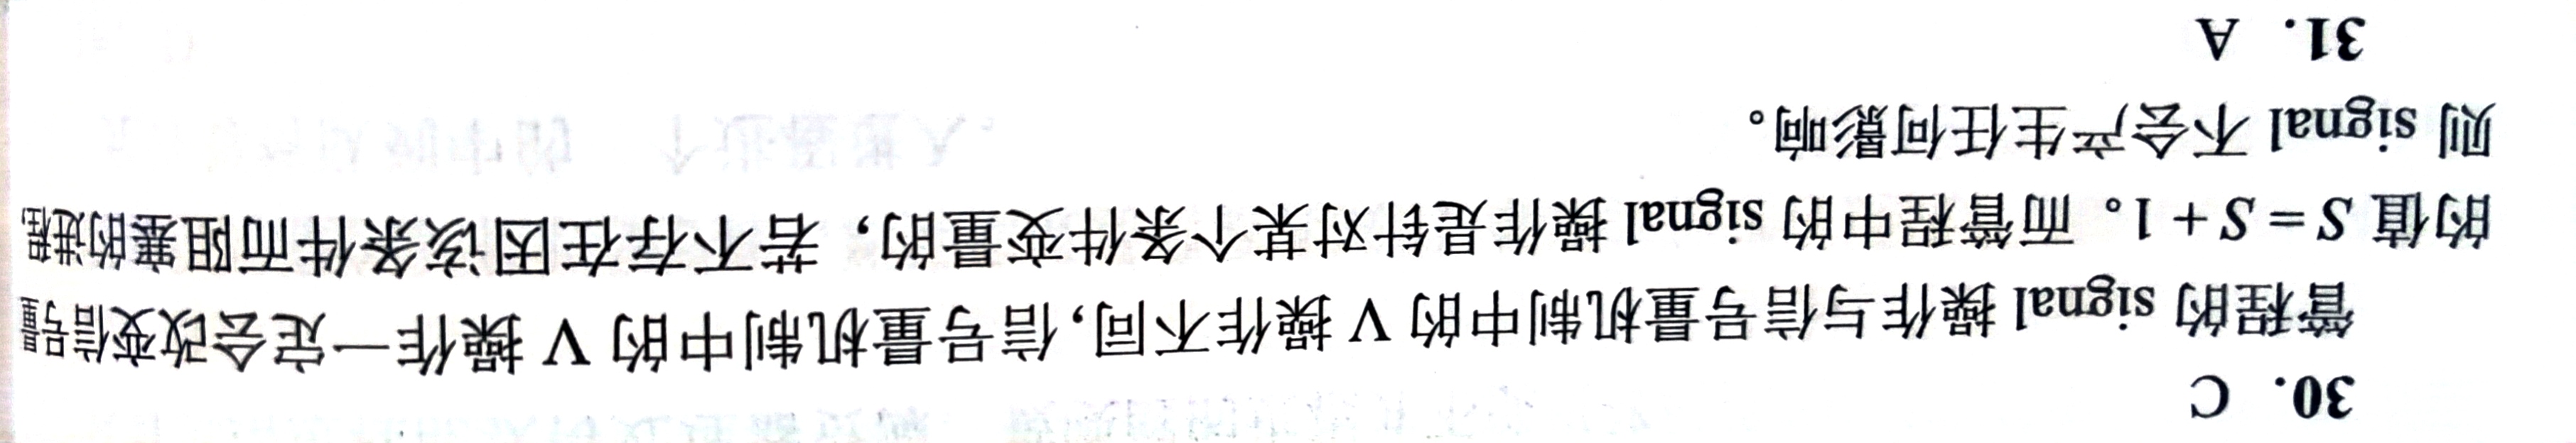 30. C
管程的 signal 操作与信号量机制中的 V 操作不同,信号量机制中的 V 操作一定会改变信号量
的值 S = S + 1。而管程中的 signal 操作是针对某个条件变量的，若不存在因该条件而阻塞的进程,
则 signal 不会产生任何影响。
31. A